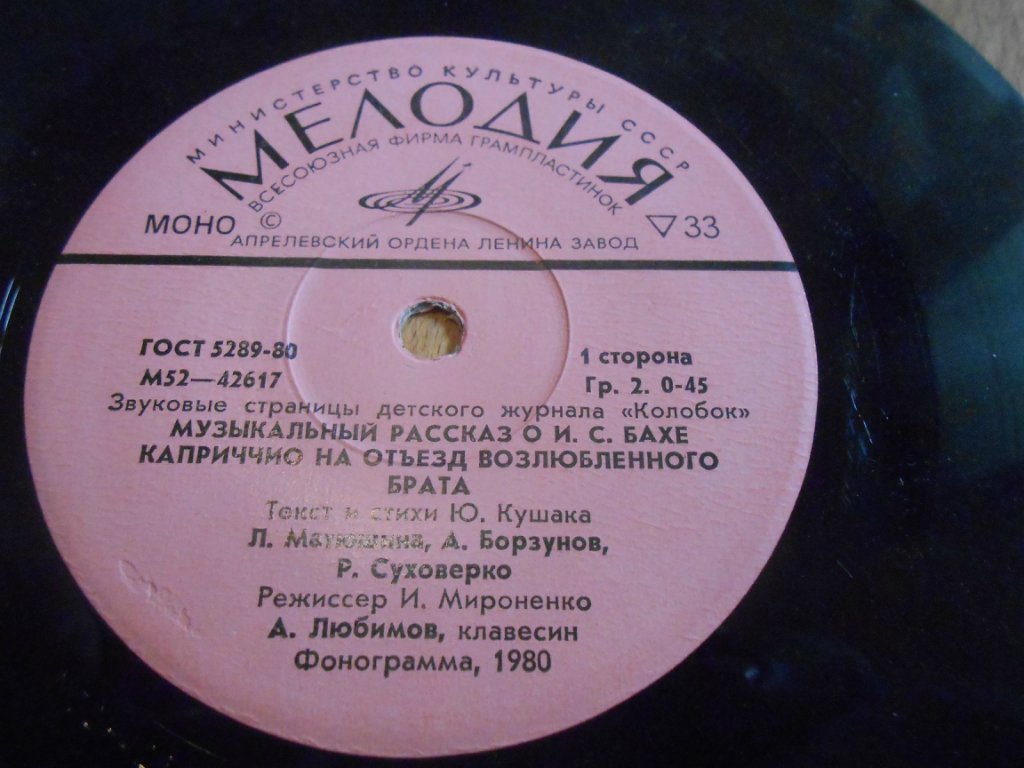 МИНИСТЕРСТВО КУЛЬТУРЫ СССР
МЕЛОДИЯ
ВСЕСОЮЗНАЯ ФИРМА ГРАМПЛАСТИНОК
МОНО © ▽ 33
АПРЕЛЕВСКИЙ ОРДЕНА ЛЕНИНА ЗАВОД
ГОСТ 5289-80 1 сторона
М52—42617 Гр. 2. 0-45
Звуковые страницы детского журнала «Колобок»
МУЗЫКАЛЬНЫЙ РАССКАЗ О И. С. БАХЕ
КАПРИЧЧИО НА ОТЪЕЗД ВОЗЛЮБЛЕННОГО
БРАТА
Текст и стихи Ю. Кушака
Л. Матюшина, А. Борзунов,
Р. Суховерко
Режиссер И. Мироненко
А. Любимов, клавесин
Фонограмма, 1980